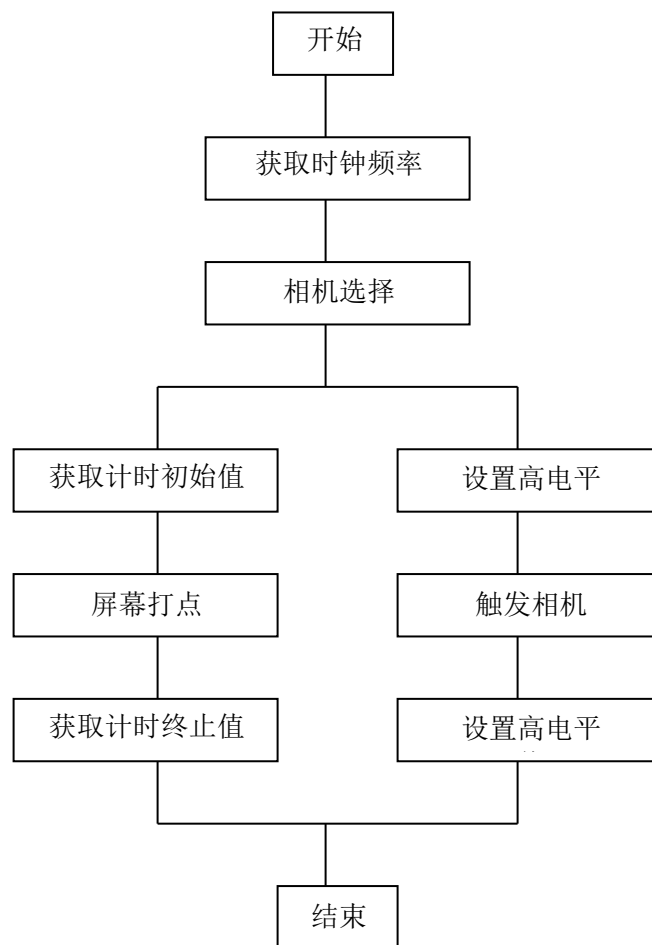 开始
获取时钟频率
相机选择
获取计时初始值
设置高电平
屏幕打点
触发相机
获取计时终止值
设置高电平
结束